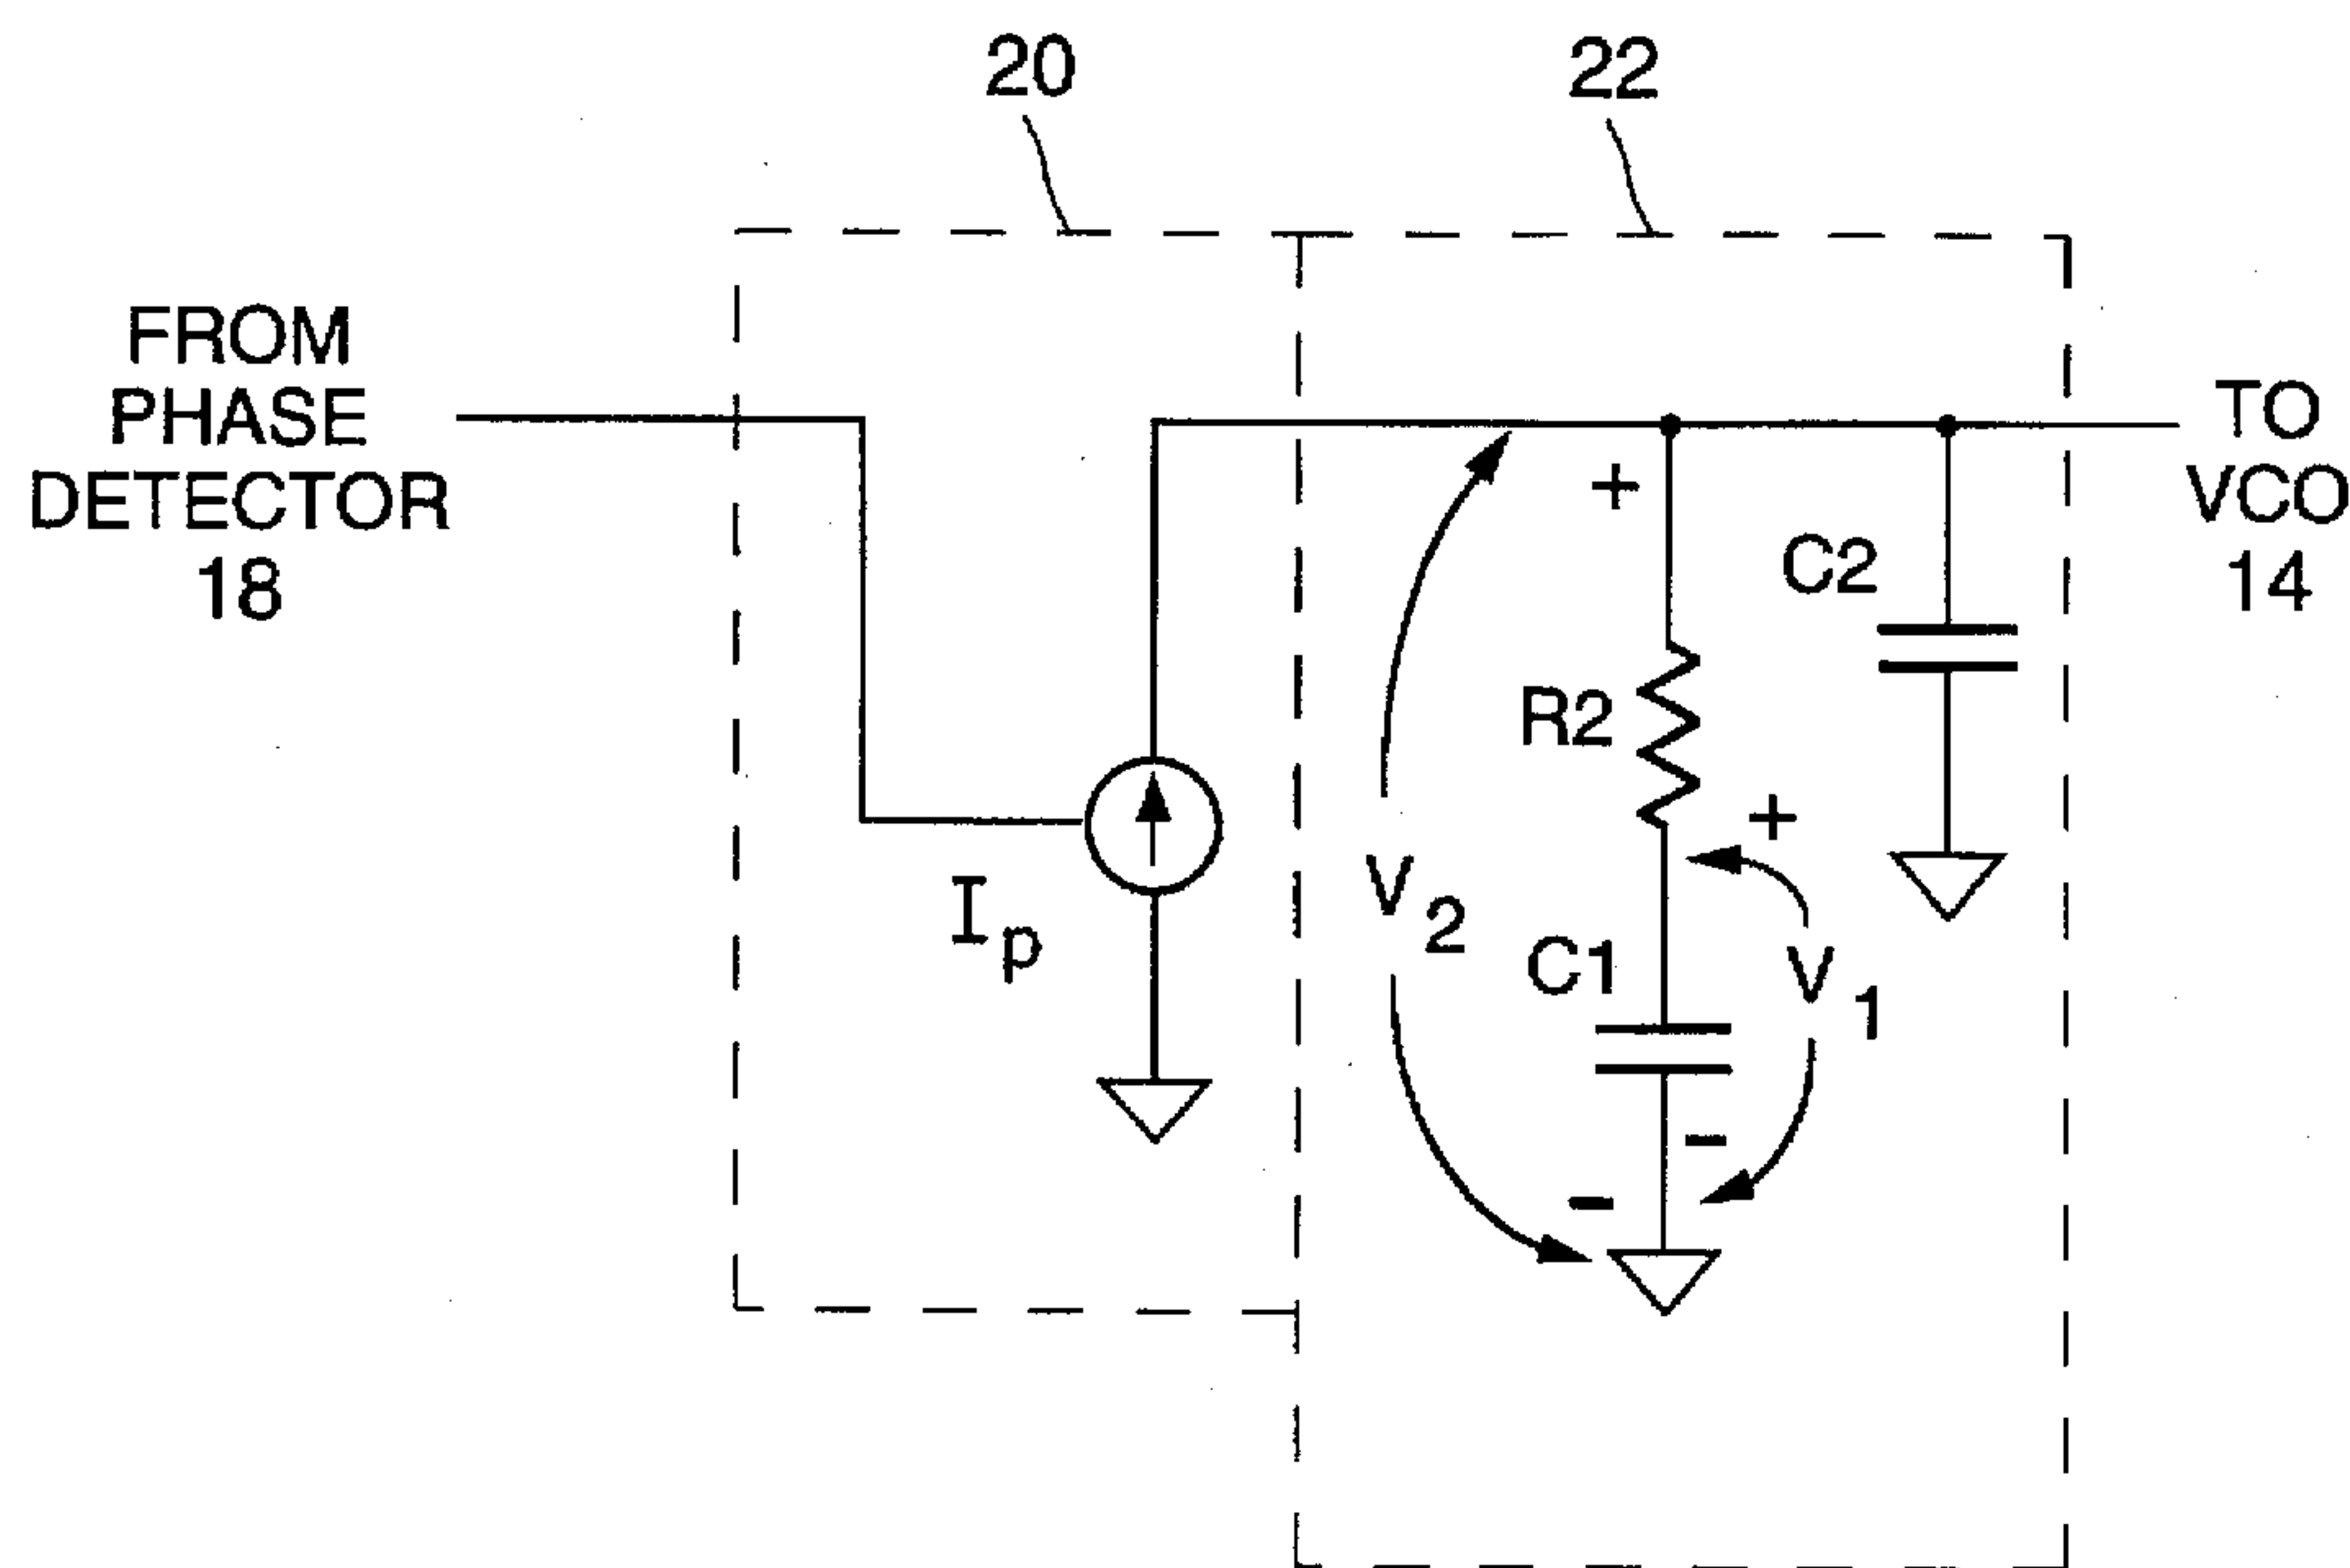 20
22
FROM
PHASE
DETECTOR
18
TO
VCO
14
+
C2
R2
+
V2
Ip
C1
V1
-
-